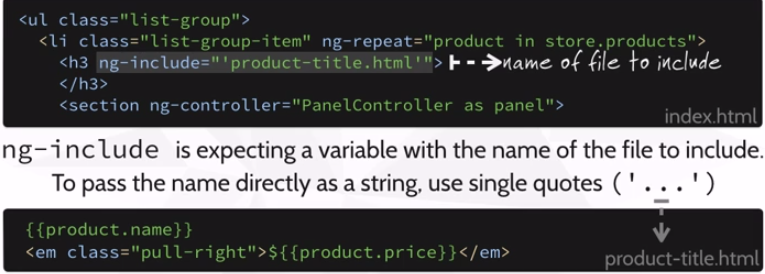 <ul class="list-group">
<li class="list-group-item" ng-repeat="product in store.products">
<h3 ng-include="'product-title.html'"> name of file to include
</h3>
<section ng-controller="PanelController as panel">
index.html
ng-include is expecting a variable with the name of the file to include.
To pass the name directly as a string, use single quotes ('...')
{{product.name}}
<em class="pull-right">${{product.price}}</em>
product-title.html